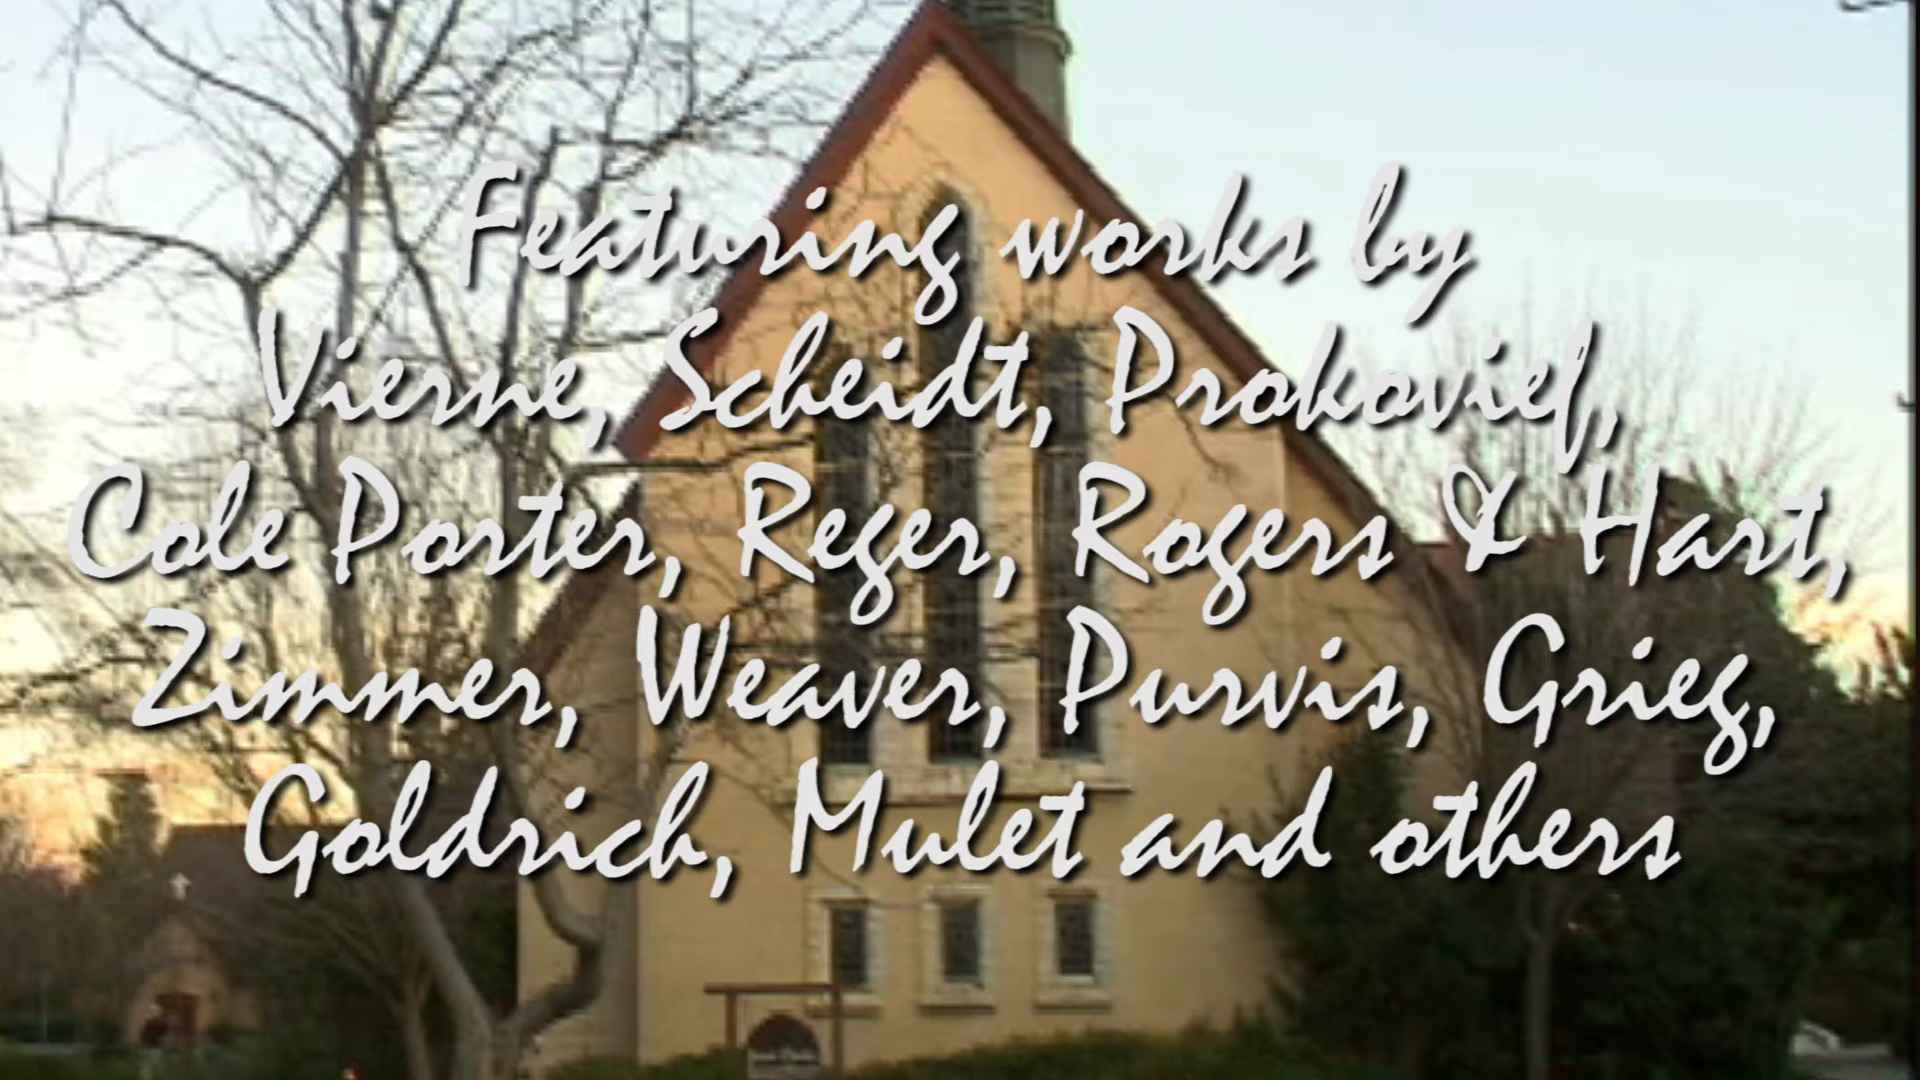 Featuring works by
Vierne, Scheidt, Prokovief,
Cole Porter, Reger, Rogers & Hart,
Zimmer, Weaver, Purvis, Grieg,
Goldrich, Mulet and others